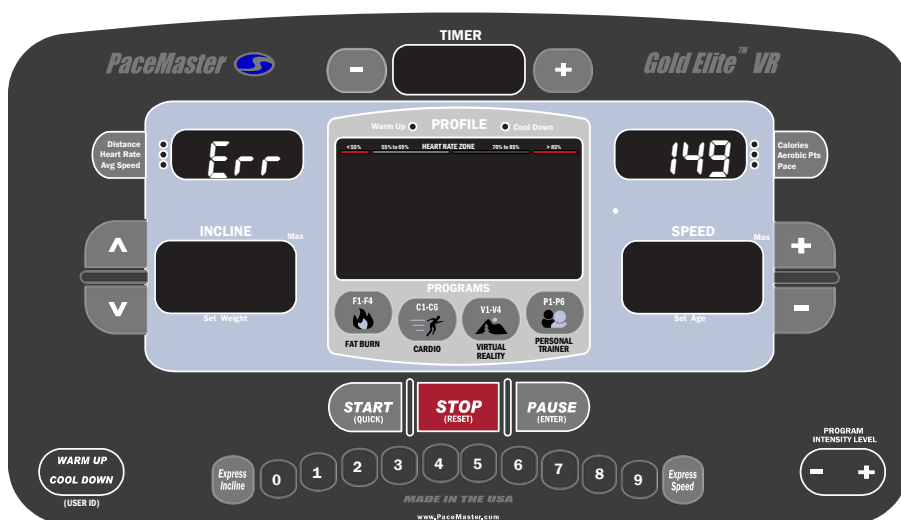 TIMER
PaceMaster
- +
Gold Elite™ VR
Warm Up PROFILE Cool Down
Distance
Heart Rate
Avg Speed
Err
<55% 55% to 69% HEART RATE ZONE 70% to 85% > 85%
149
Calories
Aerobic Pts
Pace
INCLINE
Max
Set Weight
SPEED
Max
Set Age
+
-
PROGRAMS
F1-F4
FAT BURN
C1-C6
CARDIO
V1-V4
VIRTUAL
REALITY
P1-P6
PERSONAL
TRAINER
START
(QUICK)
STOP
(RESET)
PAUSE
(ENTER)
WARM UP
COOL DOWN
(USER ID)
Express
Incline
0 1 2 3 4 5 6 7 8 9
Express
Speed
PROGRAM
INTENSITY LEVEL
- +
MADE IN THE USA
www.PaceMaster.com